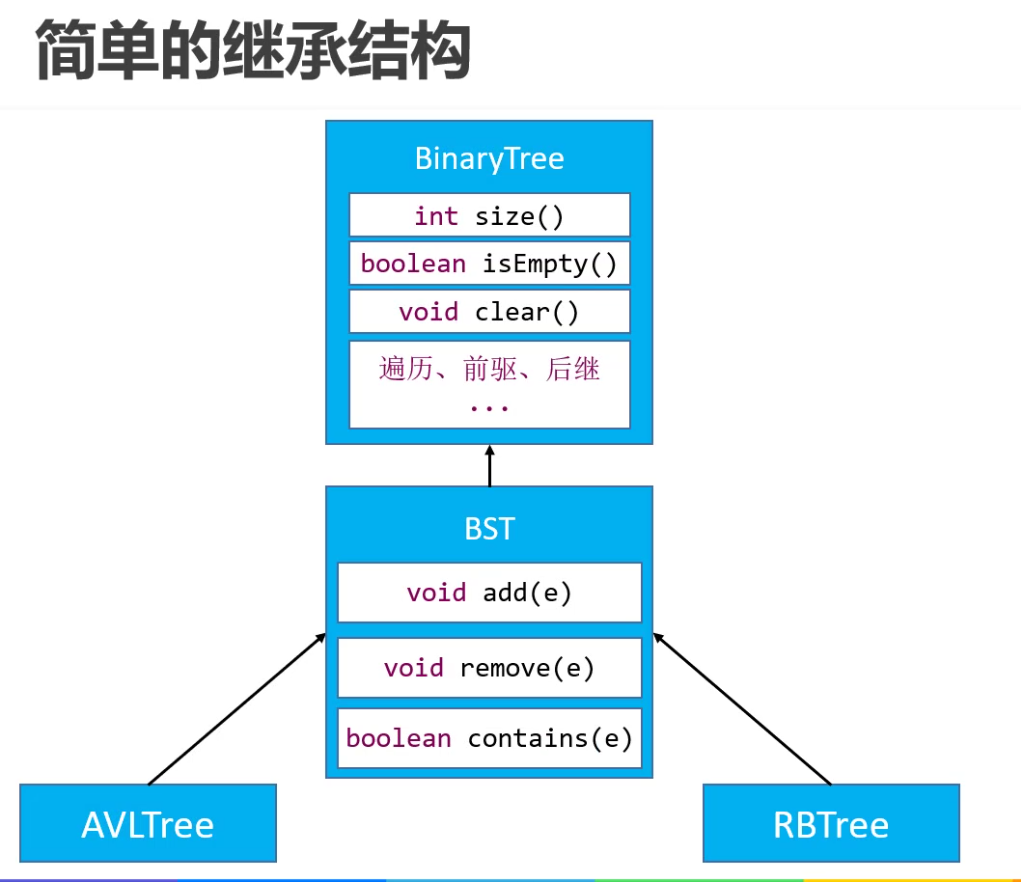 简单的继承结构
BinaryTree
int size()
boolean isEmpty()
void clear()
遍历、前驱、后继
...
BST
void add(e)
void remove(e)
boolean contains(e)
AVLTree
RBTree